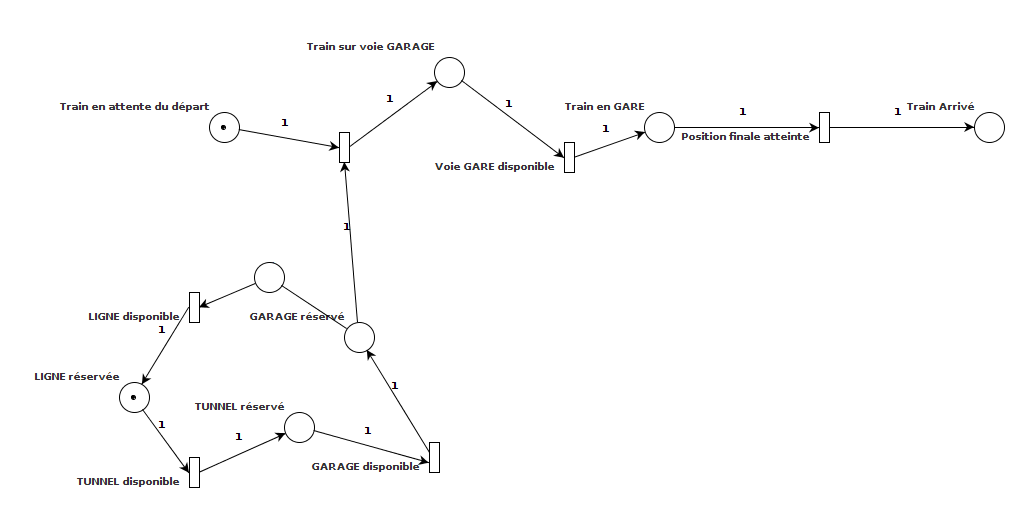 Train sur voie GARAGE
Train en attente du départ
1
1
1
Train en GARE
1
1
1
Train Arrivé
Position finale atteinte
Voie GARE disponible
1
LIGNE disponible
GARAGE réservé
1
LIGNE réservée
1
TUNNEL réservé
1
1
1
GARAGE disponible
TUNNEL disponible